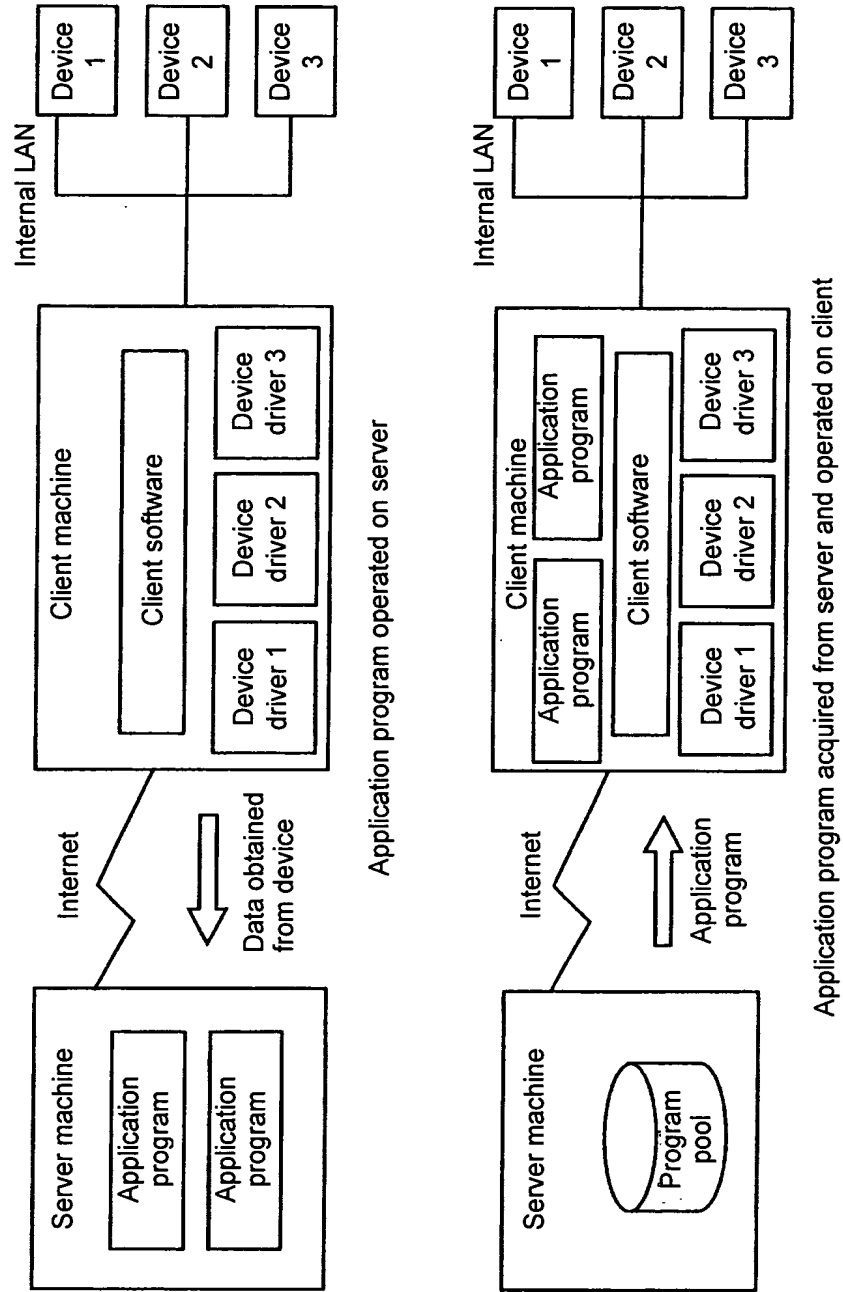 Server machine
Application
program
Application
program
Internet
Data obtained
from device
Client machine
Client software
Device
driver 1
Device
driver 2
Device
driver 3
Internal LAN
Device
1
Device
2
Device
3
Application program operated on server
Server machine
Program
pool
Internet
Application
program
Client machine
Application
program
Application
program
Client software
Device
driver 1
Device
driver 2
Device
driver 3
Internal LAN
Device
1
Device
2
Device
3
Application program acquired from server and operated on client